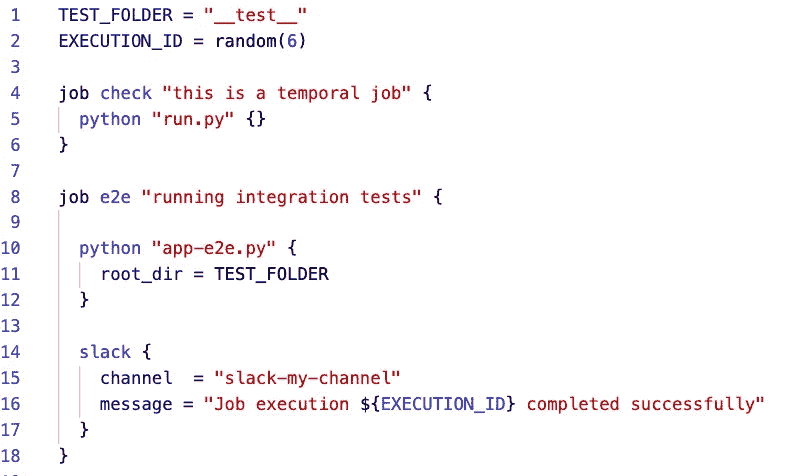 1 TEST_FOLDER = "__test__"
2 EXECUTION_ID = random(6)
3
4 job check "this is a temporal job" {
5   python "run.py" {}
6 }
7
8 job e2e "running integration tests" {
9
10   python "app-e2e.py" {
11     root_dir = TEST_FOLDER
12   }
13
14   slack {
15     channel  = "slack-my-channel"
16     message = "Job execution ${EXECUTION_ID} completed successfully"
17   }
18 }